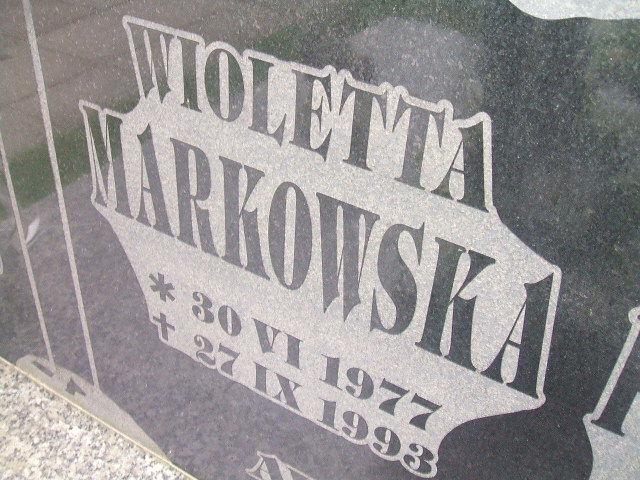 WIOLETTA
MARKOWSKA
* 30 VI 1977
✝ 27 IX 1993